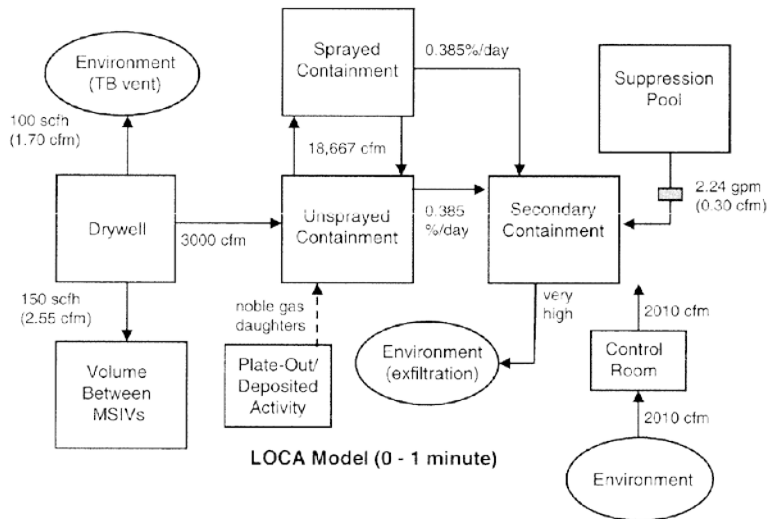 Environment
(TB vent)
Sprayed
Containment
0.385%/day
Suppression
Pool
100 scfh
(1.70 cfm)
18,667 cfm
2.24 gpm
(0.30 cfm)
Drywell
3000 cfm
Unsprayed
Containment
0.385
%/day
Secondary
Containment
150 scfh
(2.55 cfm)
noble gas
daughters
very
high
2010 cfm
Volume
Between
MSIVs
Plate-Out/
Deposited
Activity
Environment
(exfiltration)
Control
Room
2010 cfm
LOCA Model (0 - 1 minute)
Environment